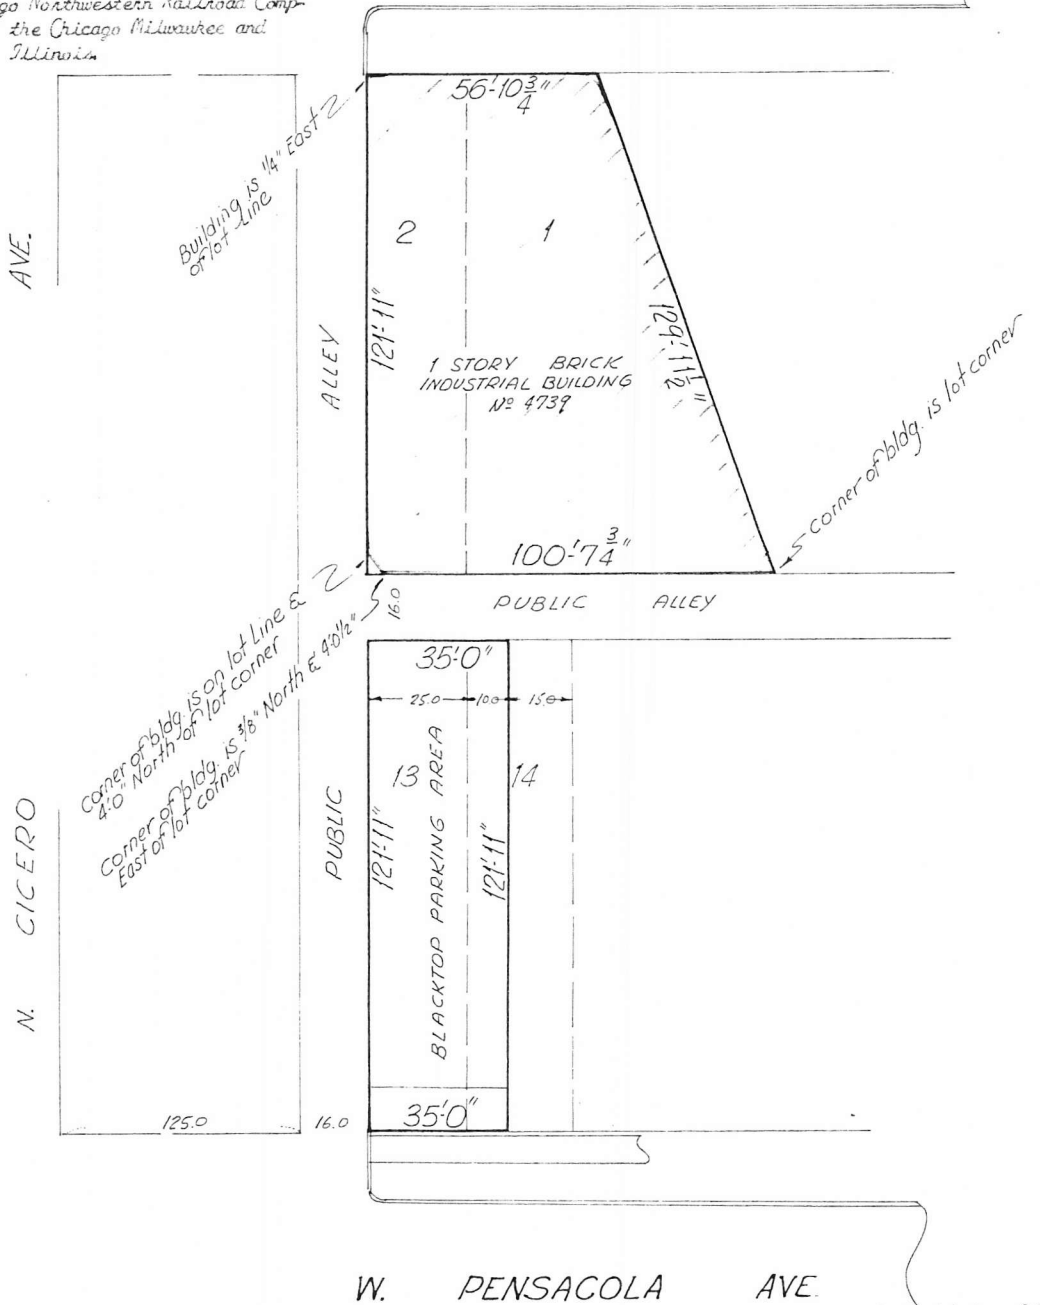 go Northwestern Railroad Comp-
the Chicago Milwaukee and
Illinois
56'-10 3/4"
Building is 1/4" East
of lot Line
2
1
AVE.
121'-11"
129'-11 1/2"
ALLEY
1 STORY BRICK
INDUSTRIAL BUILDING
Nº 4739
Corner of bldg. is lot corner
100'-7 3/4"
16.0
PUBLIC ALLEY
Corner of bldg. is on lot Line &
4'0" North of lot corner
Corner of bldg. is 3/8" North & 4'0 1/2"
East of lot corner
35'-0"
25.0 10.0 15.0
13
14
BLACKTOP PARKING AREA
121'-11"
121'-11"
PUBLIC
N. CICERO
35'-0"
125.0
16.0
W. PENSACOLA AVE.